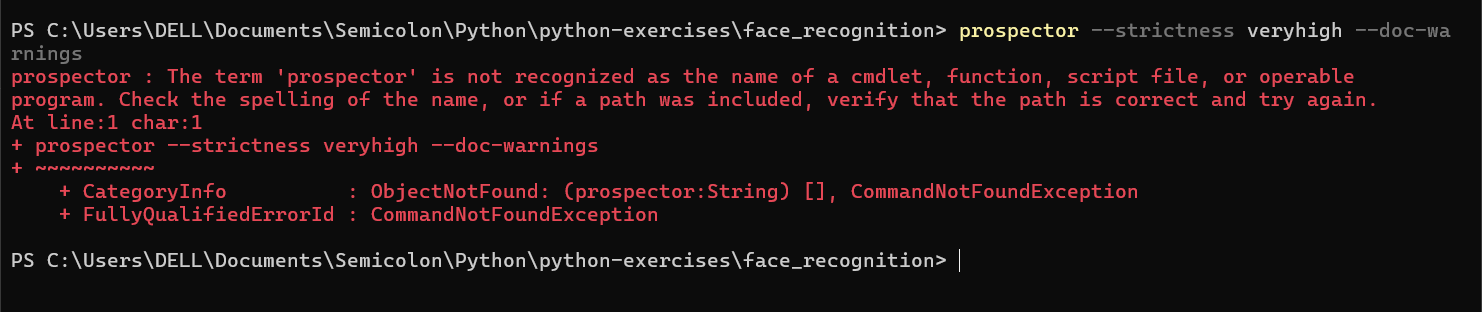 PS C:\Users\DELL\Documents\Semicolon\Python\python-exercises\face_recognition> prospector --strictness veryhigh --doc-wa
rnings
prospector : The term 'prospector' is not recognized as the name of a cmdlet, function, script file, or operable
program. Check the spelling of the name, or if a path was included, verify that the path is correct and try again.
At line:1 char:1
+ prospector --strictness veryhigh --doc-warnings
+ ~~~~~~~~~~
    + CategoryInfo          : ObjectNotFound: (prospector:String) [], CommandNotFoundException
    + FullyQualifiedErrorId : CommandNotFoundException

PS C:\Users\DELL\Documents\Semicolon\Python\python-exercises\face_recognition>